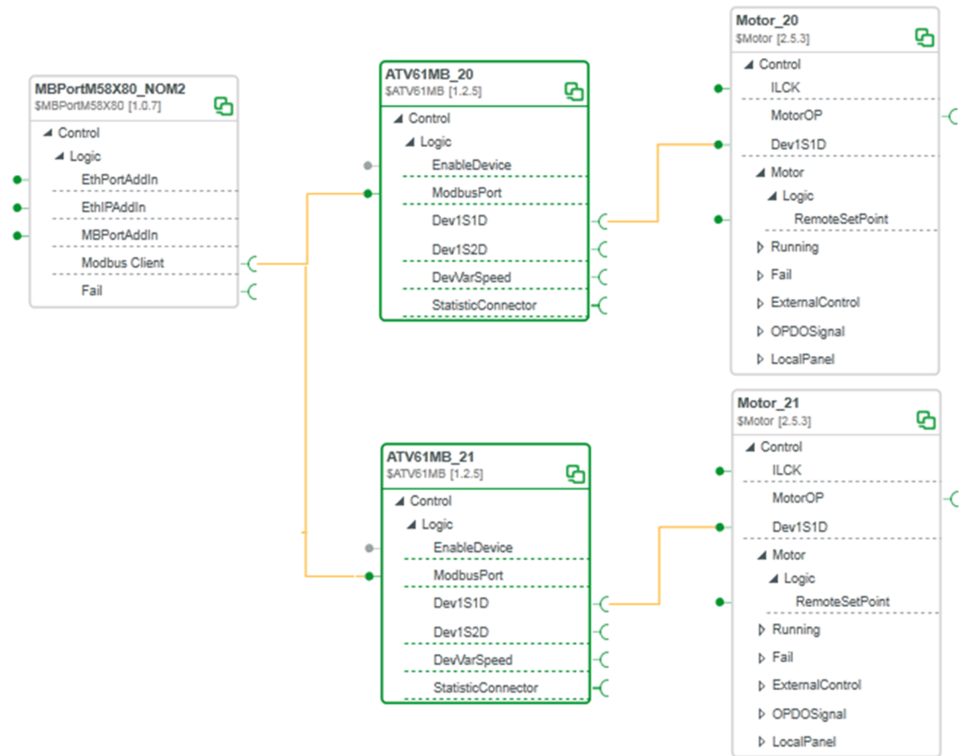 MBPortM58X80_NOM2
$MBPortM58X80 [1.0.7]
Control
Logic
EthPortAddIn
EthIPAddIn
MBPortAddIn
Modbus Client
Fail
ATV61MB_20
$ATV61MB [1.2.5]
Control
Logic
EnableDevice
ModbusPort
Dev1S1D
Dev1S2D
DevVarSpeed
StatisticConnector
Motor_20
$Motor [2.5.3]
Control
ILCK
MotorOP
Dev1S1D
Motor
Logic
RemoteSetPoint
Running
Fail
ExternalControl
OPDOSignal
LocalPanel
ATV61MB_21
$ATV61MB [1.2.5]
Control
Logic
EnableDevice
ModbusPort
Dev1S1D
Dev1S2D
DevVarSpeed
StatisticConnector
Motor_21
$Motor [2.5.3]
Control
ILCK
MotorOP
Dev1S1D
Motor
Logic
RemoteSetPoint
Running
Fail
ExternalControl
OPDOSignal
LocalPanel